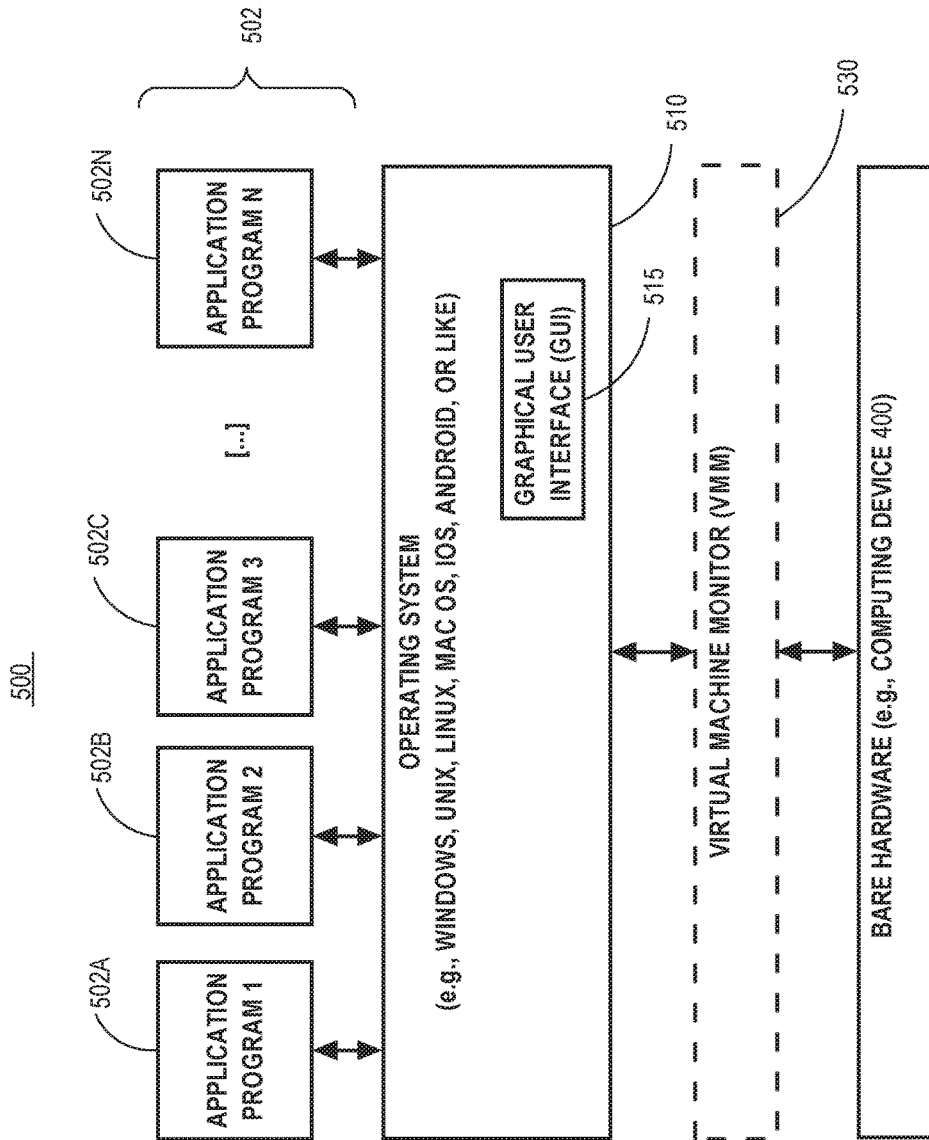 500
502A
502B
502C
502N
502
APPLICATION
PROGRAM 1
APPLICATION
PROGRAM 2
APPLICATION
PROGRAM 3
[...]
APPLICATION
PROGRAM N
OPERATING SYSTEM
(e.g., WINDOWS, UNIX, LINUX, MAC OS, IOS, ANDROID, OR LIKE)
GRAPHICAL USER
INTERFACE (GUI)
510
515
VIRTUAL MACHINE MONITOR (VMM)
530
BARE HARDWARE (e.g., COMPUTING DEVICE 400)